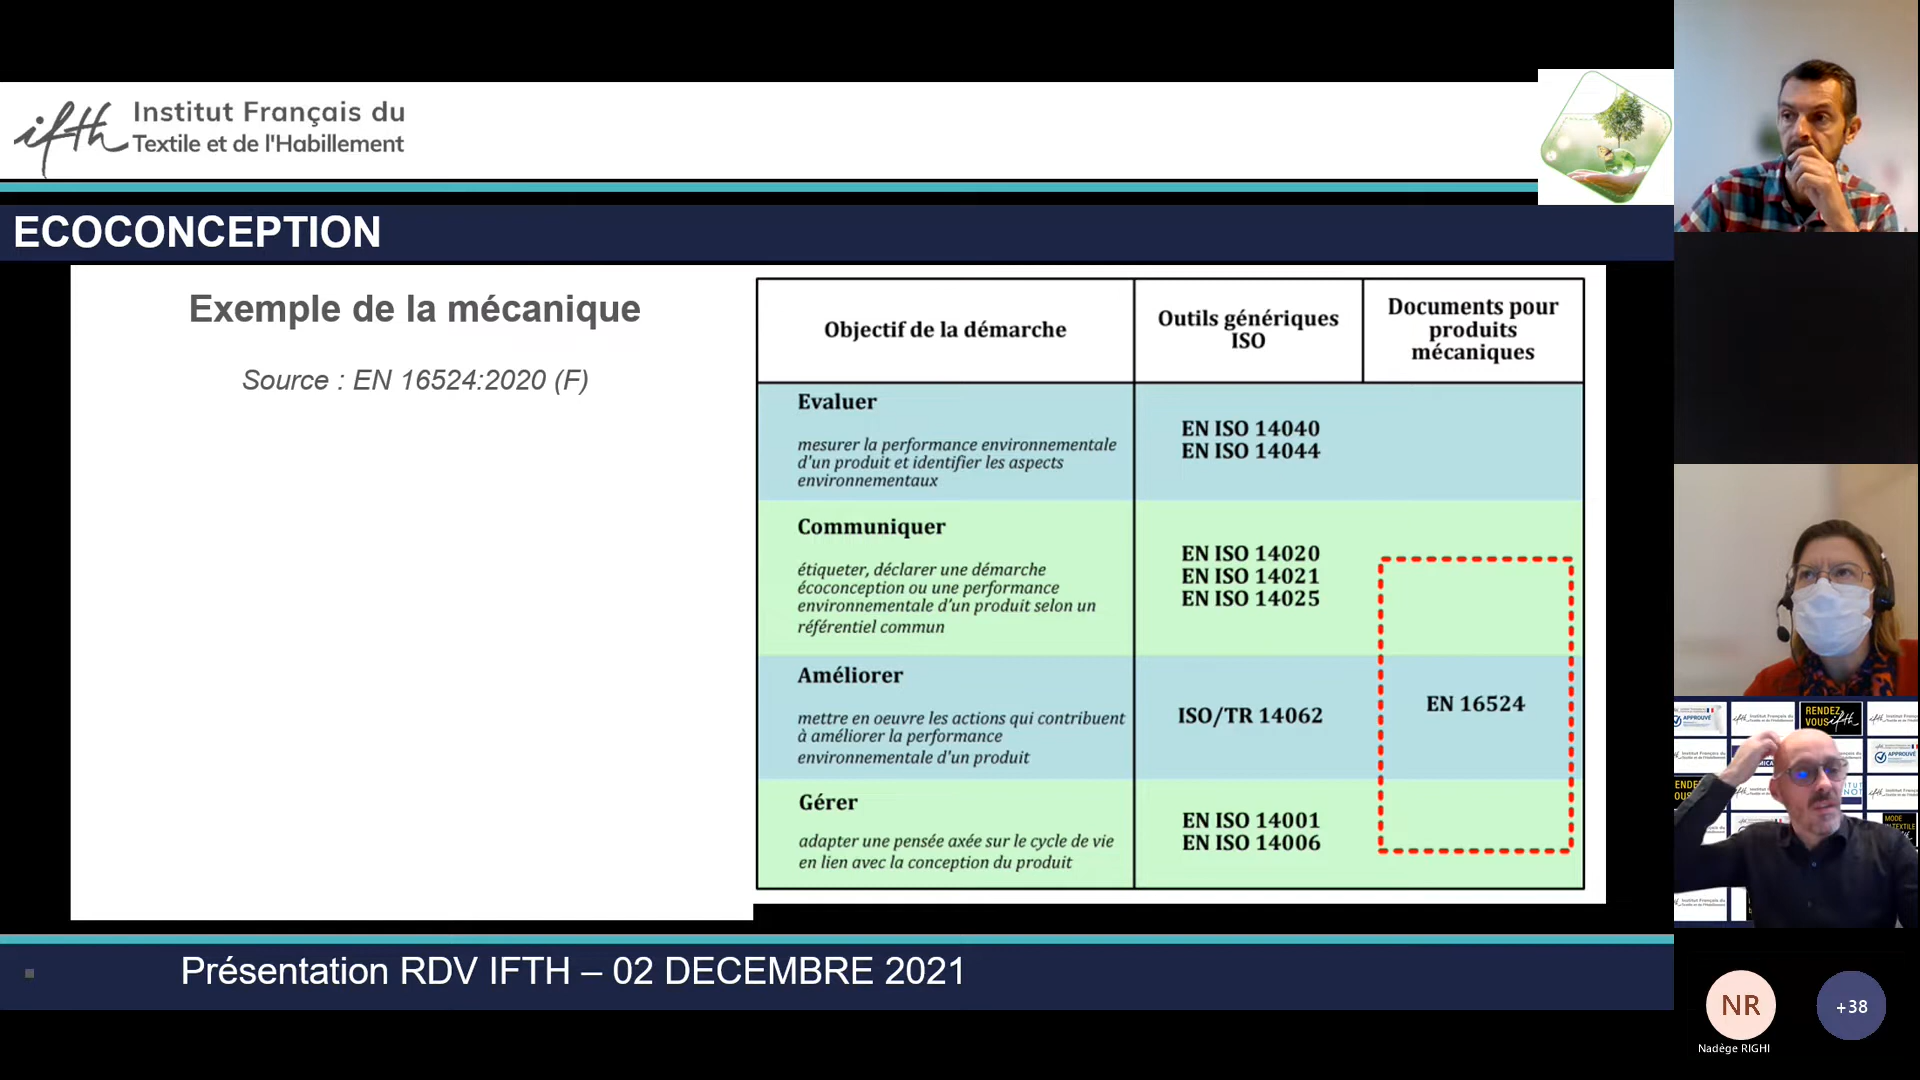 ifth Institut Français du
Textile et de l'Habillement
ECOCONCEPTION
Exemple de la mécanique
Source : EN 16524:2020 (F)
Objectif de la démarche
Outils génériques
ISO
Documents pour
produits
mécaniques
Evaluer
mesurer la performance environnementale
d'un produit et identifier les aspects
environnementaux
EN ISO 14040
EN ISO 14044
Communiquer
étiqueter, déclarer une démarche
écoconception ou une performance
environnementale d'un produit selon un
référentiel commun
EN ISO 14020
EN ISO 14021
EN ISO 14025
Améliorer
mettre en oeuvre les actions qui contribuent
à améliorer la performance
environnementale d'un produit
ISO/TR 14062
EN 16524
Gérer
adapter une pensée axée sur le cycle de vie
en lien avec la conception du produit
EN ISO 14001
EN ISO 14006
Présentation RDV IFTH – 02 DECEMBRE 2021
APPROUVÉ
RENDEZ
VOUS ifth
NR
+38
Nadège RIGHI